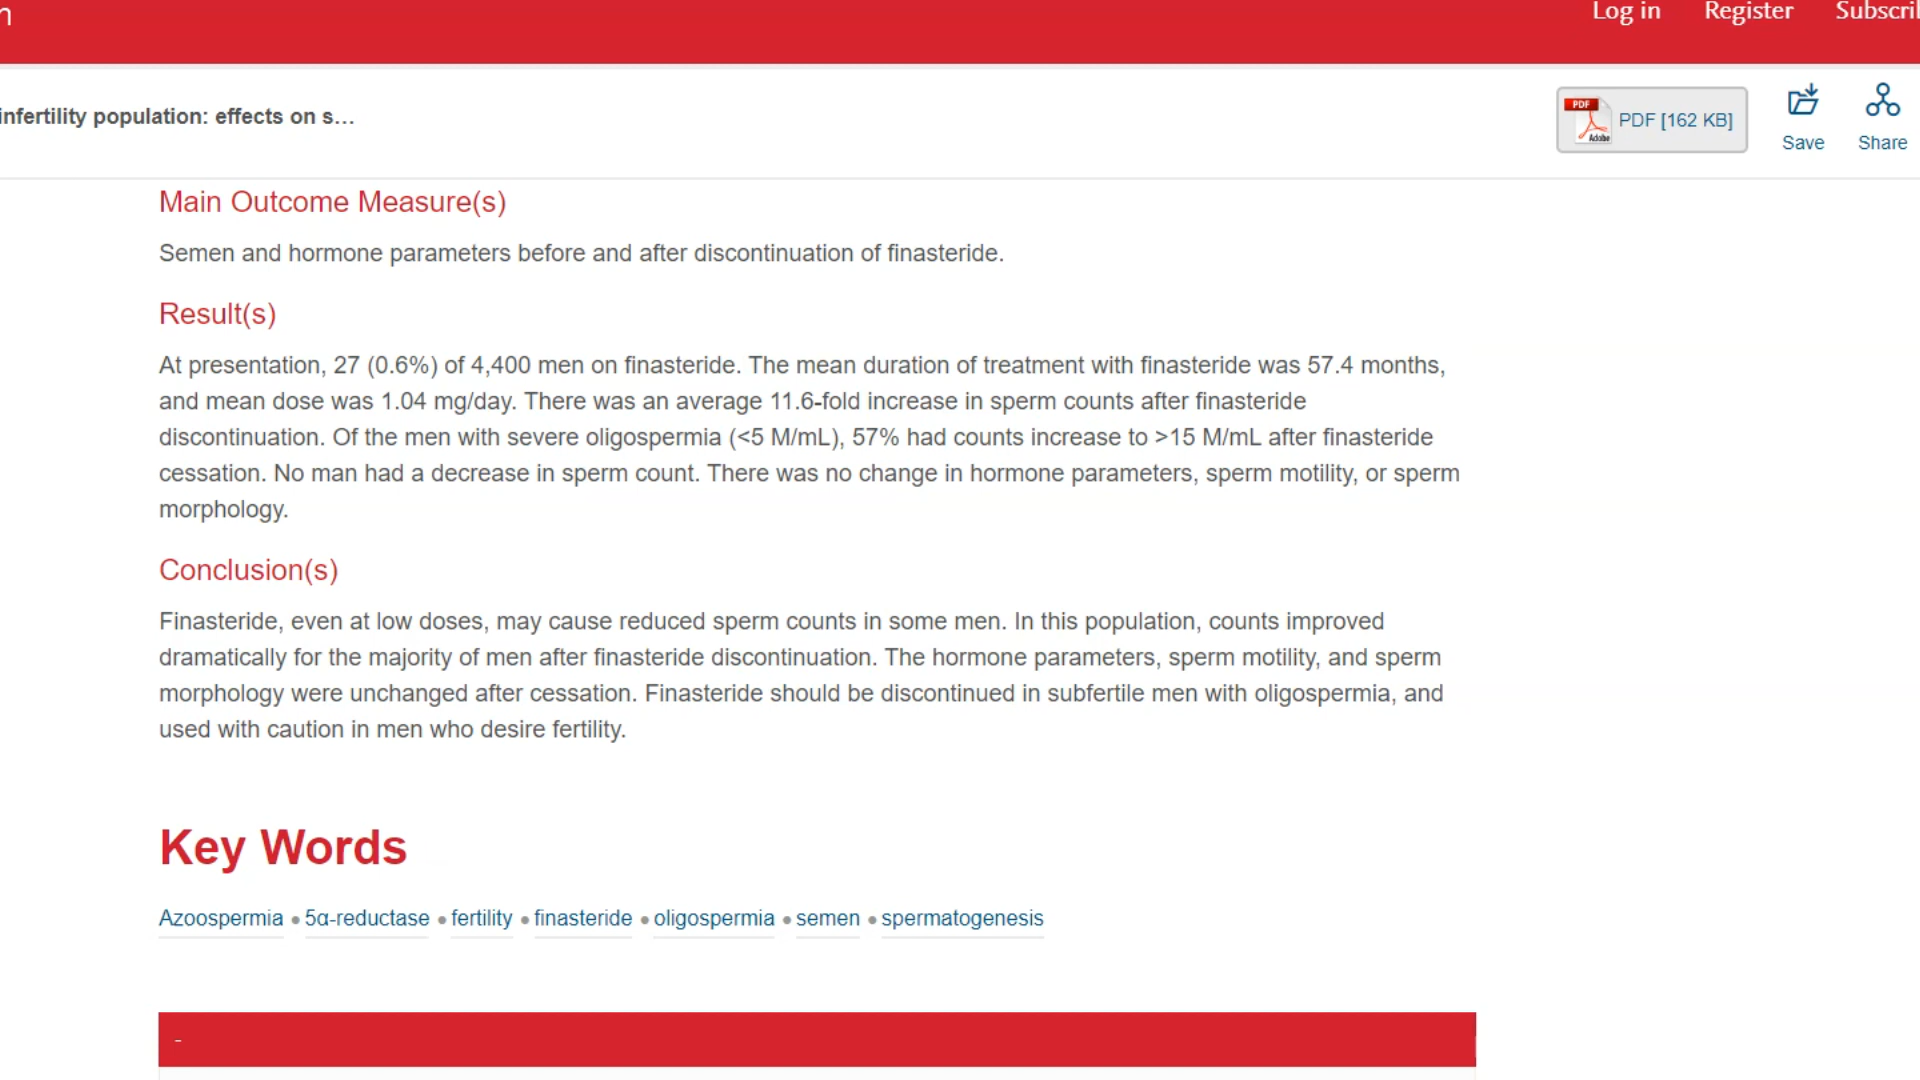 Log in Register
infertility population: effects on s...
PDF Adobe PDF [162 KB] Save Share
Main Outcome Measure(s)
Semen and hormone parameters before and after discontinuation of finasteride.
Result(s)
At presentation, 27 (0.6%) of 4,400 men on finasteride. The mean duration of treatment with finasteride was 57.4 months,
and mean dose was 1.04 mg/day. There was an average 11.6-fold increase in sperm counts after finasteride
discontinuation. Of the men with severe oligospermia (<5 M/mL), 57% had counts increase to >15 M/mL after finasteride
cessation. No man had a decrease in sperm count. There was no change in hormone parameters, sperm motility, or sperm
morphology.
Conclusion(s)
Finasteride, even at low doses, may cause reduced sperm counts in some men. In this population, counts improved
dramatically for the majority of men after finasteride discontinuation. The hormone parameters, sperm motility, and sperm
morphology were unchanged after cessation. Finasteride should be discontinued in subfertile men with oligospermia, and
used with caution in men who desire fertility.
Key Words
Azoospermia • 5α-reductase • fertility • finasteride • oligospermia • semen • spermatogenesis
-